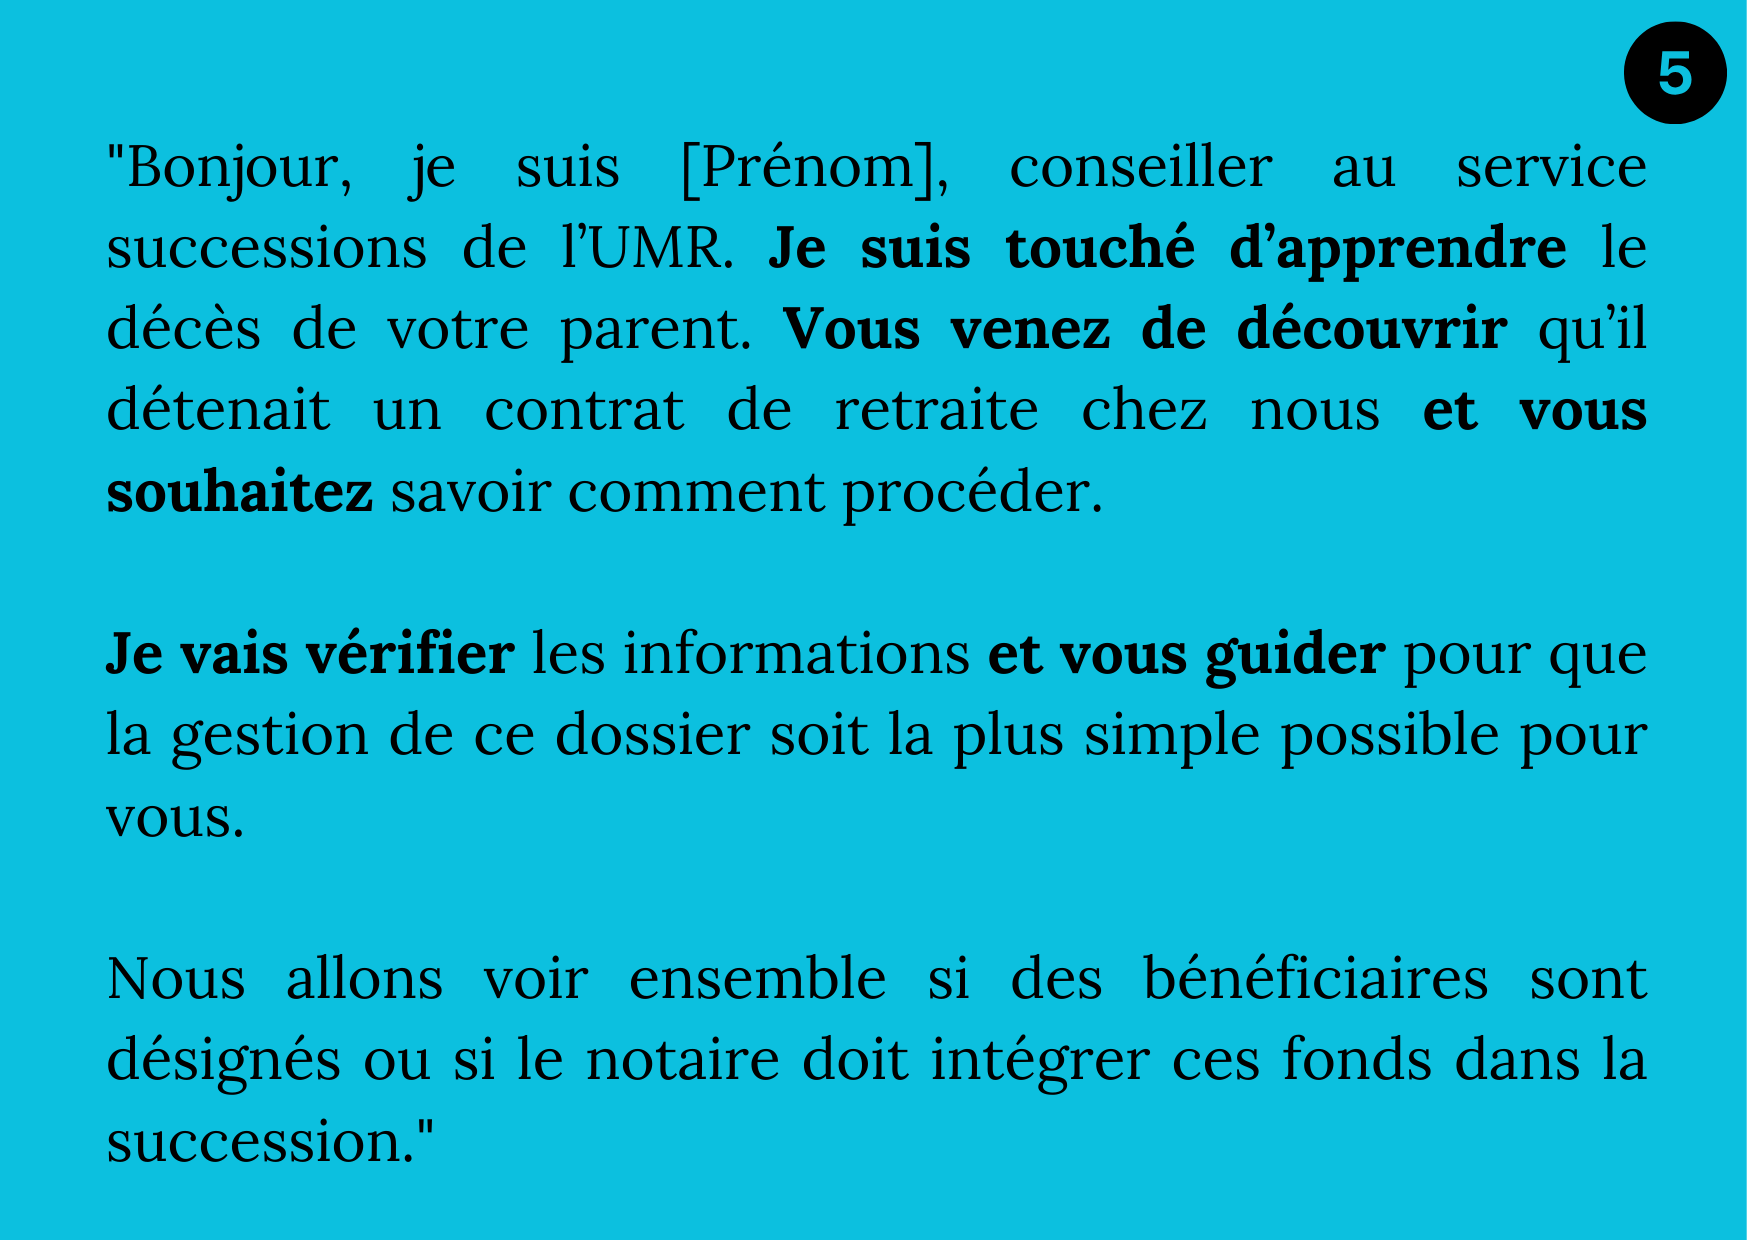 5
"Bonjour, je suis [Prénom], conseiller au service
successions de l’UMR. Je suis touché d’apprendre le
décès de votre parent. Vous venez de découvrir qu’il
détenait un contrat de retraite chez nous et vous
souhaitez savoir comment procéder.
Je vais vérifier les informations et vous guider pour que
la gestion de ce dossier soit la plus simple possible pour
vous.
Nous allons voir ensemble si des bénéficiaires sont
désignés ou si le notaire doit intégrer ces fonds dans la
succession."